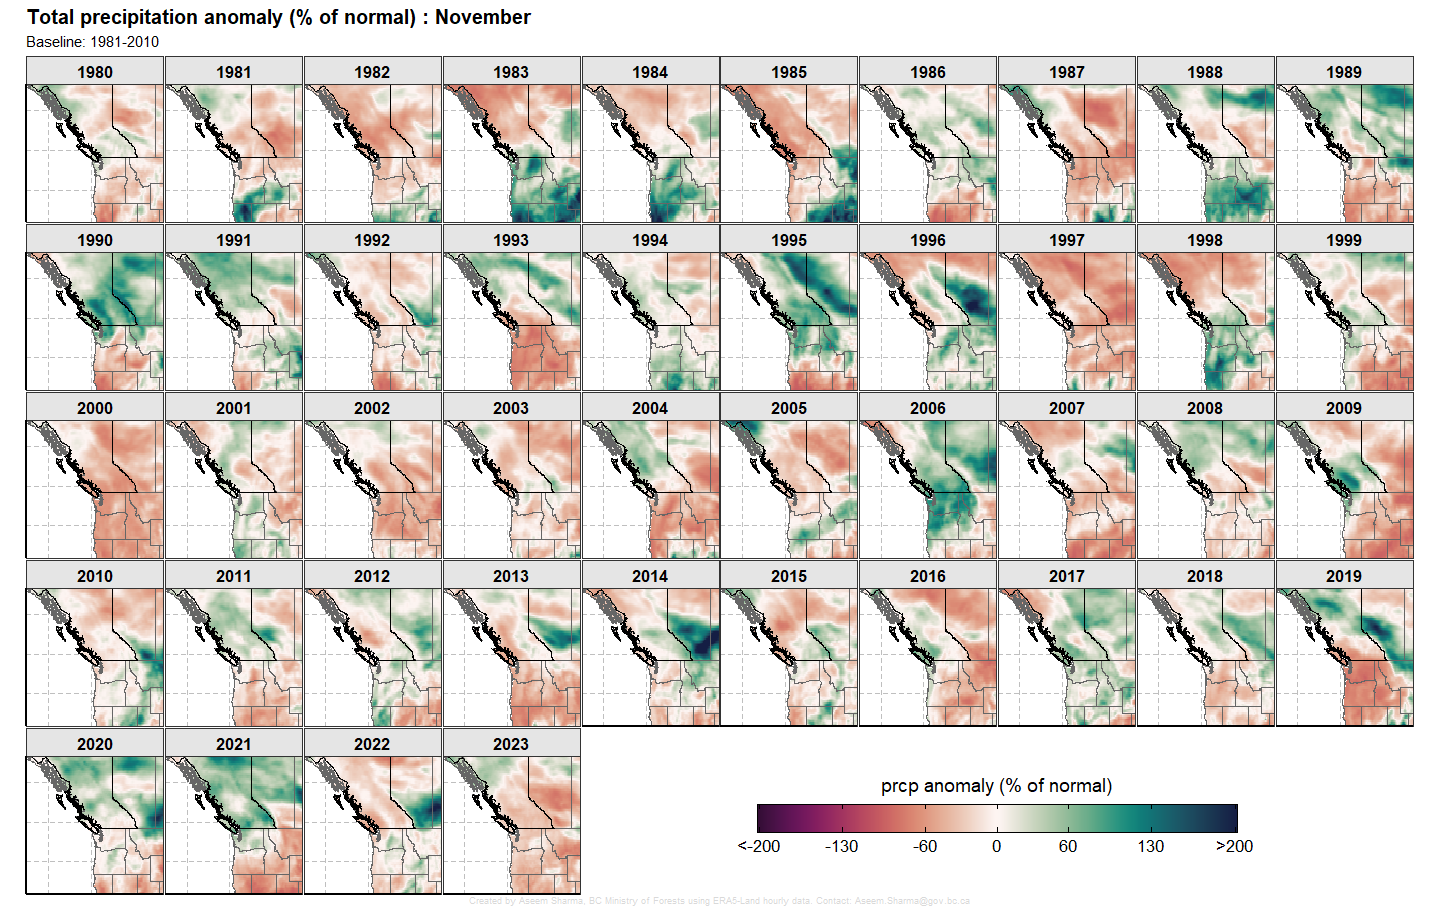 Total precipitation anomaly (% of normal) : November
Baseline: 1981-2010
1980 1981 1982 1983 1984 1985 1986 1987 1988 1989
1990 1991 1992 1993 1994 1995 1996 1997 1998 1999
2000 2001 2002 2003 2004 2005 2006 2007 2008 2009
2010 2011 2012 2013 2014 2015 2016 2017 2018 2019
2020 2021 2022 2023
prcp anomaly (% of normal)
<-200 -130 -60 0 60 130 >200
Created by Aseem Sharma, BC Ministry of Forests using ERA5-Land hourly data. Contact: Aseem.Sharma@gov.bc.ca